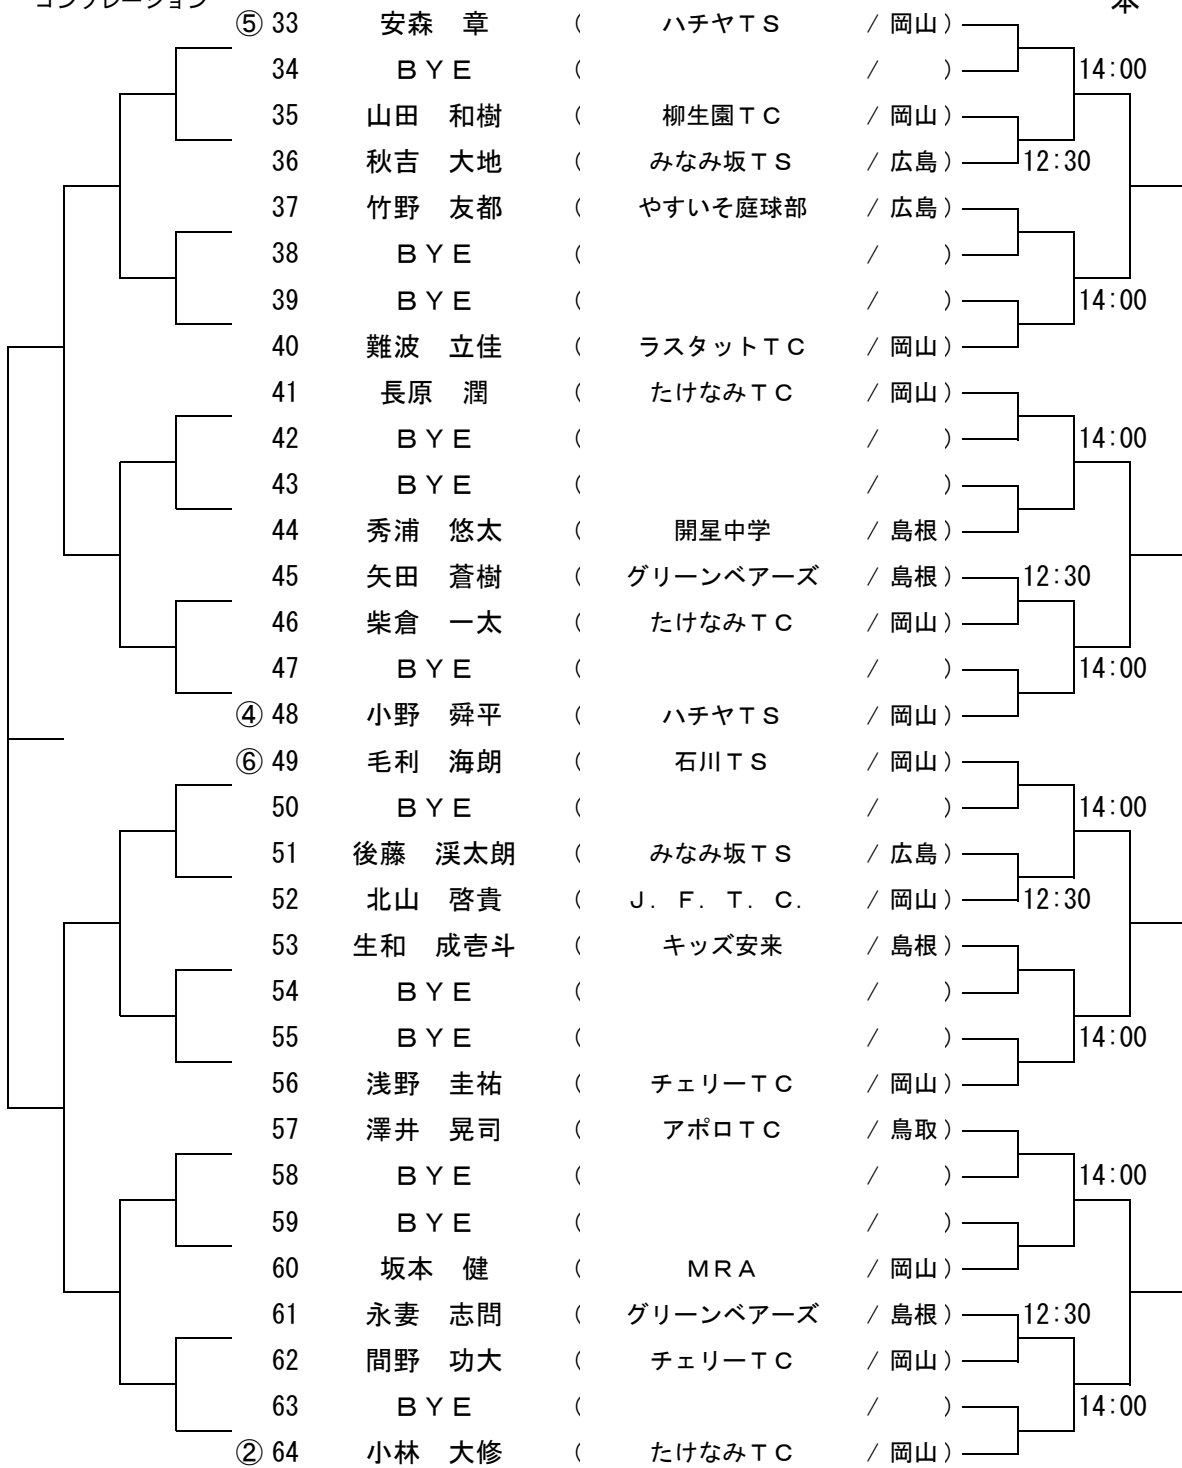 コンソレーション 本
⑤ 33 安森 章 ( ハチヤＴＳ / 岡山 )
34 ＢＹＥ ( / ) 14:00
35 山田 和樹 ( 柳生園ＴＣ / 岡山 )
36 秋吉 大地 ( みなみ坂ＴＳ / 広島 ) 12:30
37 竹野 友都 ( やすいそ庭球部 / 広島 )
38 ＢＹＥ ( / )
39 ＢＹＥ ( / ) 14:00
40 難波 立佳 ( ラスタットＴＣ / 岡山 )
41 長原 潤 ( たけなみＴＣ / 岡山 )
42 ＢＹＥ ( / ) 14:00
43 ＢＹＥ ( / )
44 秀浦 悠太 ( 開星中学 / 島根 )
45 矢田 蒼樹 ( グリーンベアーズ / 島根 ) 12:30
46 柴倉 一太 ( たけなみＴＣ / 岡山 )
47 ＢＹＥ ( / ) 14:00
④ 48 小野 舜平 ( ハチヤＴＳ / 岡山 )
⑥ 49 毛利 海朗 ( 石川ＴＳ / 岡山 )
50 ＢＹＥ ( / ) 14:00
51 後藤 渓太朗 ( みなみ坂ＴＳ / 広島 )
52 北山 啓貴 ( Ｊ．Ｆ．Ｔ．Ｃ． / 岡山 ) 12:30
53 生和 成壱斗 ( キッズ安来 / 島根 )
54 ＢＹＥ ( / )
55 ＢＹＥ ( / ) 14:00
56 浅野 圭祐 ( チェリーＴＣ / 岡山 )
57 澤井 晃司 ( アポロＴＣ / 鳥取 )
58 ＢＹＥ ( / ) 14:00
59 ＢＹＥ ( / )
60 坂本 健 ( ＭＲＡ / 岡山 )
61 永妻 志問 ( グリーンベアーズ / 島根 ) 12:30
62 間野 功大 ( チェリーＴＣ / 岡山 )
63 ＢＹＥ ( / ) 14:00
② 64 小林 大修 ( たけなみＴＣ / 岡山 )